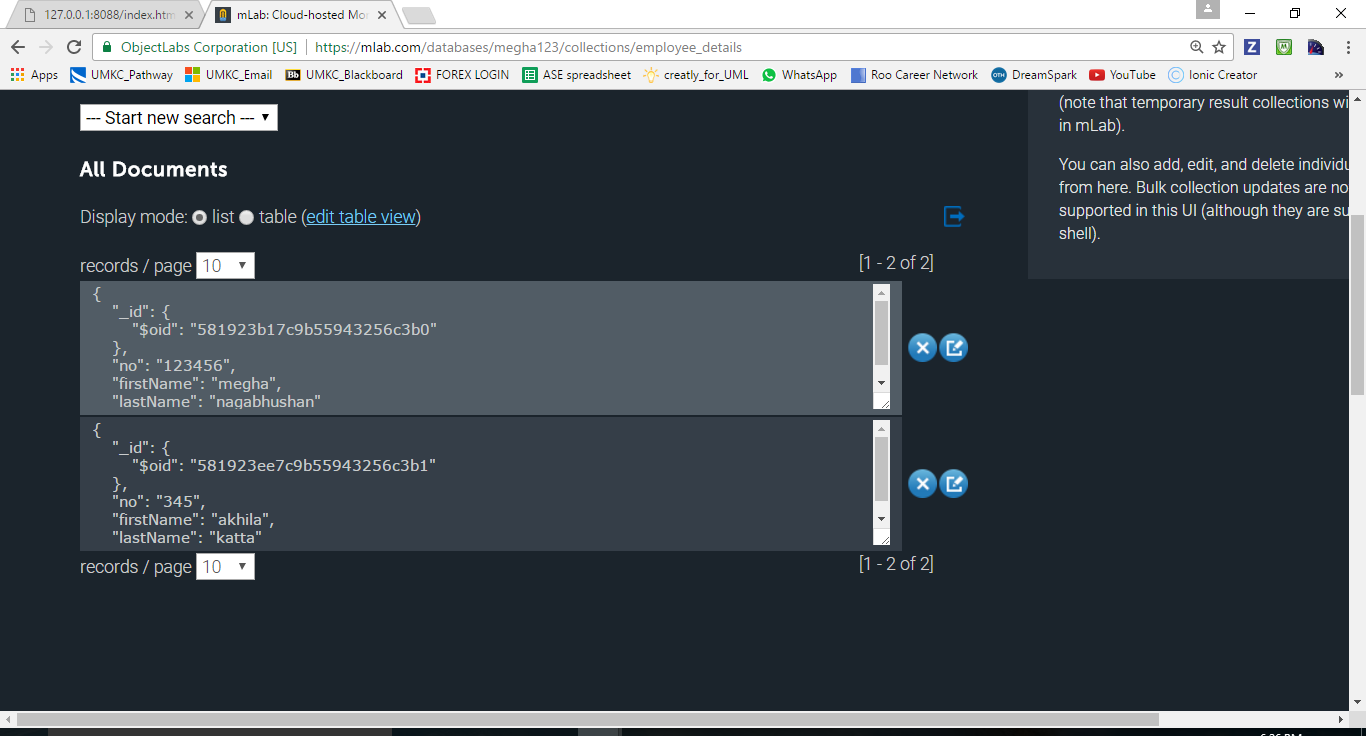 127.0.0.1:8088/index.htm
mLab: Cloud-hosted Mo
ObjectLabs Corporation [US]
https://mlab.com/databases/megha123/collections/employee_details
Apps
UMKC_Pathway
UMKC_Email
Bb UMKC_Blackboard
FOREX LOGIN
ASE spreadsheet
creatly_for_UML
WhatsApp
Roo Career Network
OTH DreamSpark
YouTube
Ionic Creator
»
--- Start new search ---
All Documents
Display mode: list table (edit table view)
records / page 10 [1 - 2 of 2]
{
"_id": {
"$oid": "581923b17c9b55943256c3b0"
},
"no": "123456",
"firstName": "megha",
"lastName": "nagabhushan"
{
"_id": {
"$oid": "581923ee7c9b55943256c3b1"
},
"no": "345",
"firstName": "akhila",
"lastName": "katta"
records / page 10 [1 - 2 of 2]
(note that temporary result collections wi
in mLab).
You can also add, edit, and delete individu
from here. Bulk collection updates are no
supported in this UI (although they are su
shell).